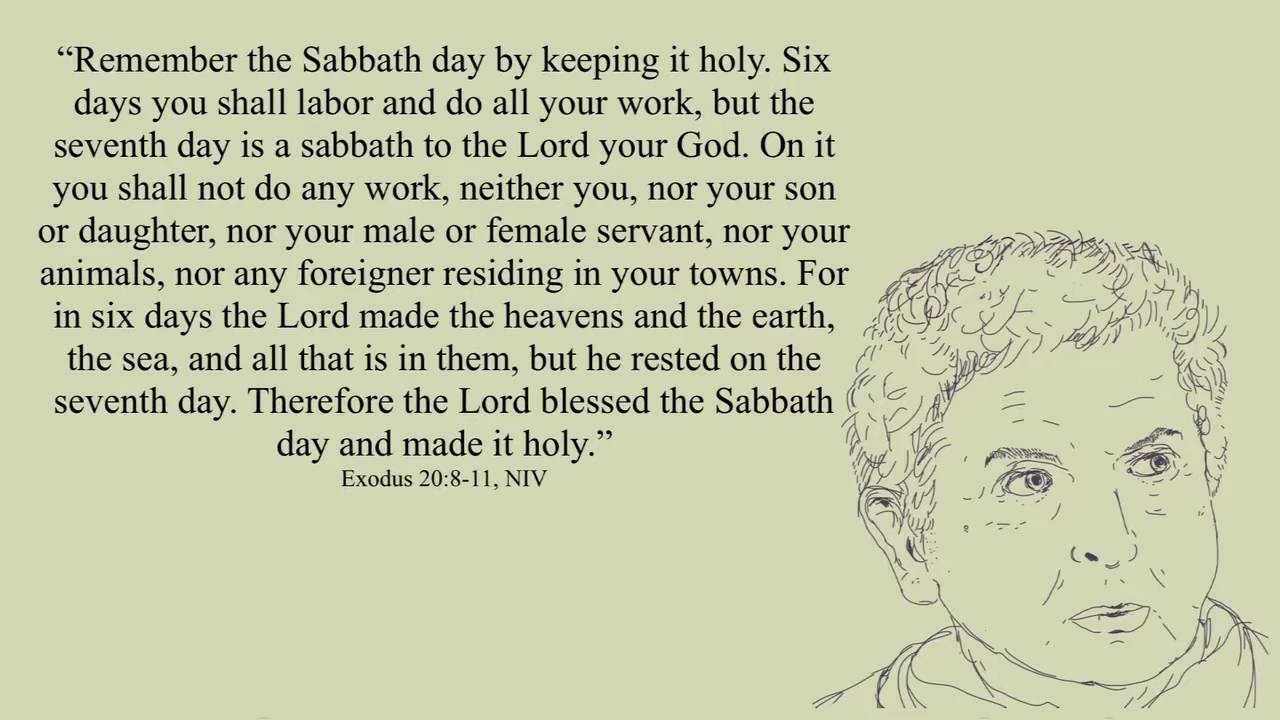 “Remember the Sabbath day by keeping it holy. Six
days you shall labor and do all your work, but the
seventh day is a sabbath to the Lord your God. On it
you shall not do any work, neither you, nor your son
or daughter, nor your male or female servant, nor your
animals, nor any foreigner residing in your towns. For
in six days the Lord made the heavens and the earth,
the sea, and all that is in them, but he rested on the
seventh day. Therefore the Lord blessed the Sabbath
day and made it holy.”
Exodus 20:8-11, NIV